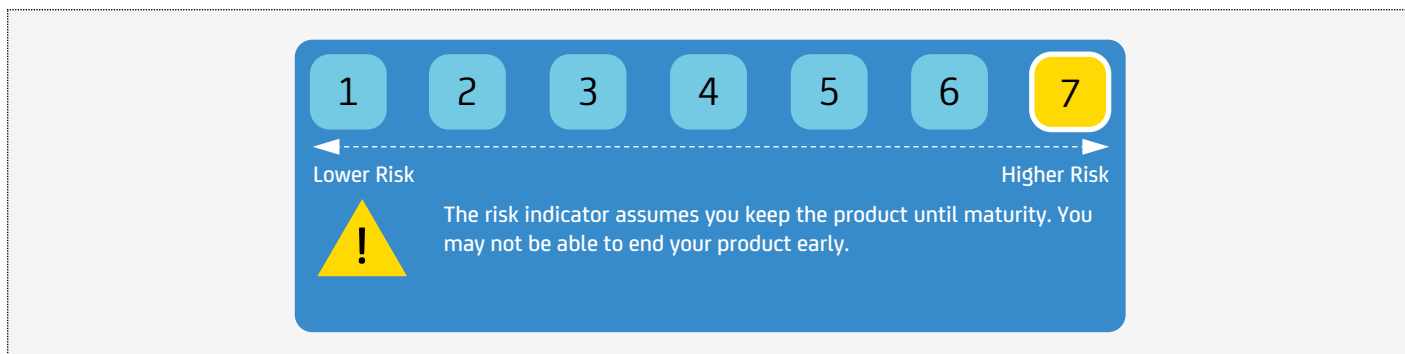 1 2 3 4 5 6 7
Lower Risk Higher Risk
!
The risk indicator assumes you keep the product until maturity. You
may not be able to end your product early.